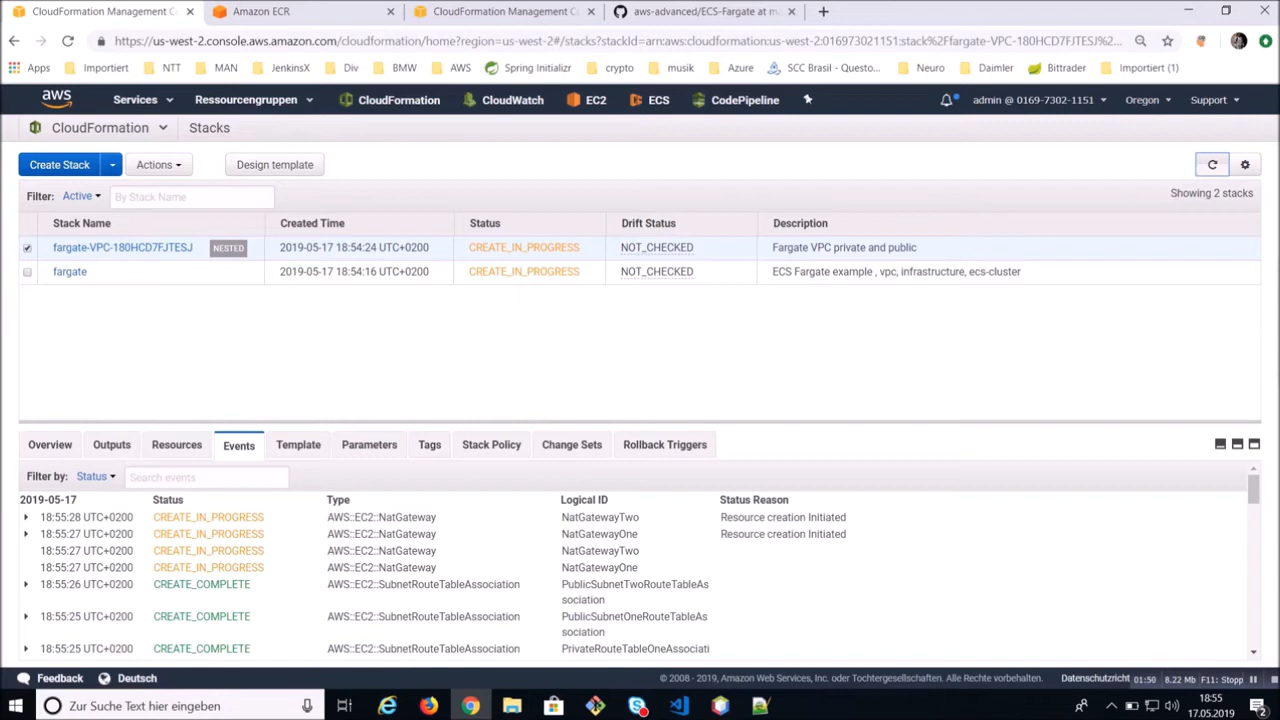 CloudFormation Management C
Amazon ECR
CloudFormation Management C
aws-advanced/ECS-Fargate at m
https://us-west-2.console.aws.amazon.com/cloudformation/home?region=us-west-2#/stacks?stackId=arn:aws:cloudformation:us-west-2:016973021151:stack%2Ffargate-VPC-180HCD7FJTESJ%2...
Apps Importiert NTT MAN JenkinsX Div BMW AWS Spring Initializr crypto musik Azure SCC Brasil - Questo... Neuro Daimler Bittrader Importiert (1)
aws Services Ressourcengruppen CloudFormation CloudWatch EC2 ECS CodePipeline admin @ 0169-7302-1151 Oregon Support
CloudFormation Stacks
Create Stack Actions Design template
Filter: Active By Stack Name Showing 2 stacks
Stack Name Created Time Status Drift Status Description
fargate-VPC-180HCD7FJTESJ NESTED 2019-05-17 18:54:24 UTC+0200 CREATE_IN_PROGRESS NOT_CHECKED Fargate VPC private and public
fargate 2019-05-17 18:54:16 UTC+0200 CREATE_IN_PROGRESS NOT_CHECKED ECS Fargate example , vpc, infrastructure, ecs-cluster
Overview Outputs Resources Events Template Parameters Tags Stack Policy Change Sets Rollback Triggers
Filter by: Status Search events
2019-05-17 Status Type Logical ID Status Reason
18:55:28 UTC+0200 CREATE_IN_PROGRESS AWS::EC2::NatGateway NatGatewayTwo Resource creation Initiated
18:55:27 UTC+0200 CREATE_IN_PROGRESS AWS::EC2::NatGateway NatGatewayOne Resource creation Initiated
18:55:27 UTC+0200 CREATE_IN_PROGRESS AWS::EC2::NatGateway NatGatewayTwo
18:55:27 UTC+0200 CREATE_IN_PROGRESS AWS::EC2::NatGateway NatGatewayOne
18:55:26 UTC+0200 CREATE_COMPLETE AWS::EC2::SubnetRouteTableAssociation PublicSubnetTwoRouteTableAs
sociation
18:55:25 UTC+0200 CREATE_COMPLETE AWS::EC2::SubnetRouteTableAssociation PublicSubnetOneRouteTableAs
sociation
18:55:25 UTC+0200 CREATE_COMPLETE AWS::EC2::SubnetRouteTableAssociation PrivateRouteTableOneAssociati
Feedback Deutsch © 2008 - 2019, Amazon Web Services, Inc. oder Tochtergesellschaften. Alle Rechte vorbehalten. Datenschutzricht 01:50 8.22 Mb F11: Stopp
Zur Suche Text hier eingeben
18:55
17.05.2019
2